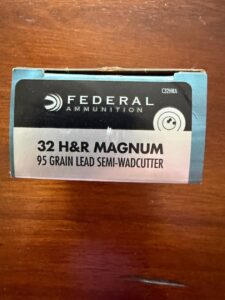 C32HRA
FEDERAL
AMMUNITION
32 H&R MAGNUM
95 GRAIN LEAD SEMI-WADCUTTER